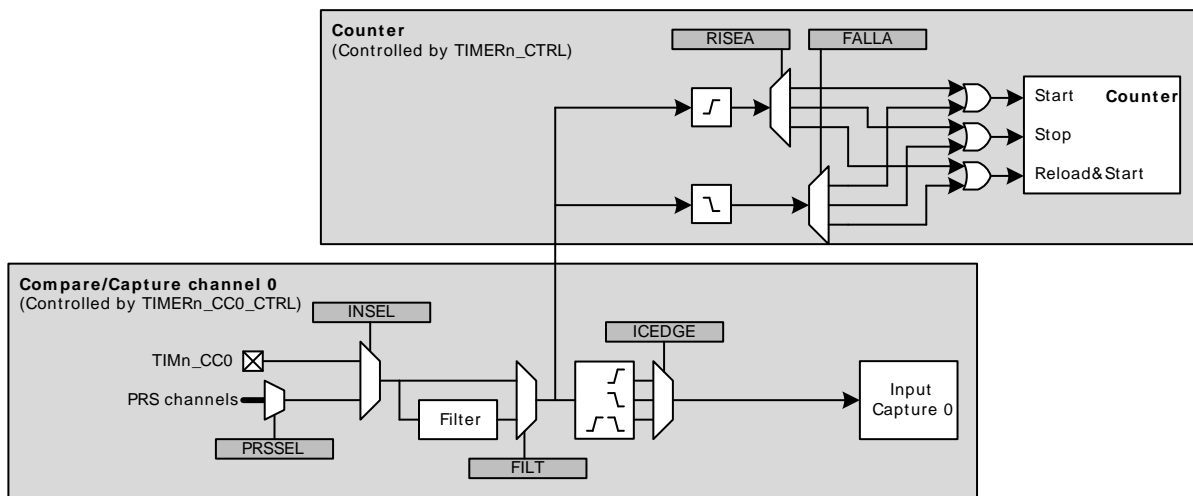 Counter
(Controlled by TIMERn_CTRL)
RISEA
FALLA
Start
Counter
Stop
Reload&Start
Compare/Capture channel 0
(Controlled by TIMERn_CC0_CTRL)
INSEL
ICEDGE
TIMn_CC0
PRS channels
Filter
Input
Capture 0
PRSSEL
FILT